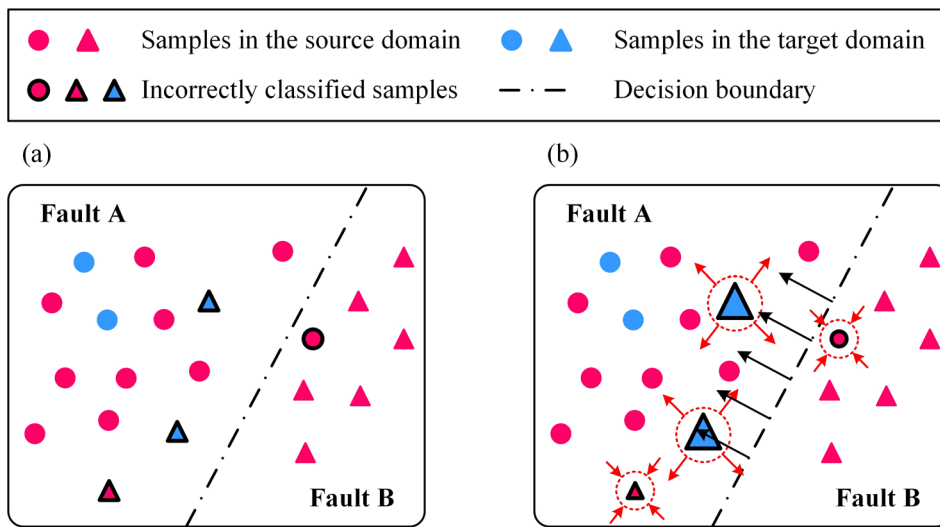 Samples in the source domain
Samples in the target domain
Incorrectly classified samples
Decision boundary
(a)
(b)
Fault A
Fault A
Fault B
Fault B